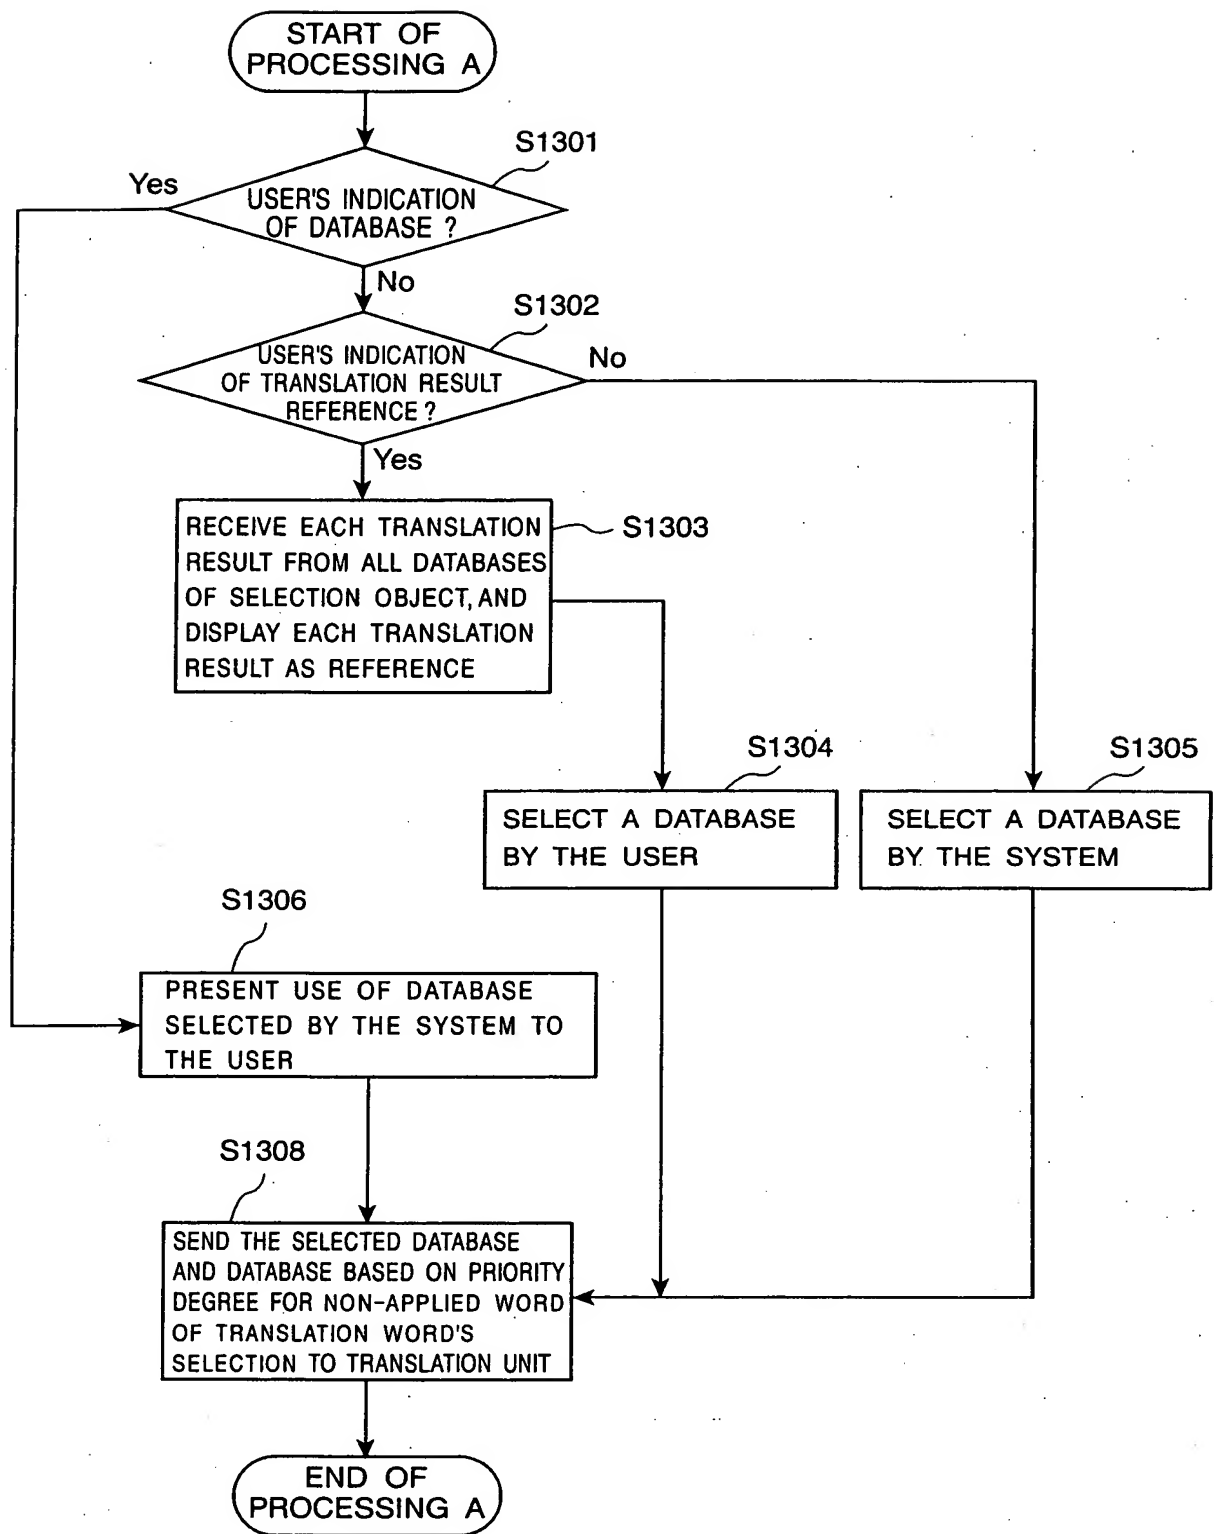 START OF
PROCESSING A
S1301
Yes
USER'S INDICATION
OF DATABASE ?
No
S1302
USER'S INDICATION
OF TRANSLATION RESULT
REFERENCE ?
No
Yes
RECEIVE EACH TRANSLATION
RESULT FROM ALL DATABASES
OF SELECTION OBJECT, AND
DISPLAY EACH TRANSLATION
RESULT AS REFERENCE
S1303
S1304
SELECT A DATABASE
BY THE USER
S1305
SELECT A DATABASE
BY THE SYSTEM
S1306
PRESENT USE OF DATABASE
SELECTED BY THE SYSTEM TO
THE USER
S1308
SEND THE SELECTED DATABASE
AND DATABASE BASED ON PRIORITY
DEGREE FOR NON-APPLIED WORD
OF TRANSLATION WORD'S
SELECTION TO TRANSLATION UNIT
END OF
PROCESSING A